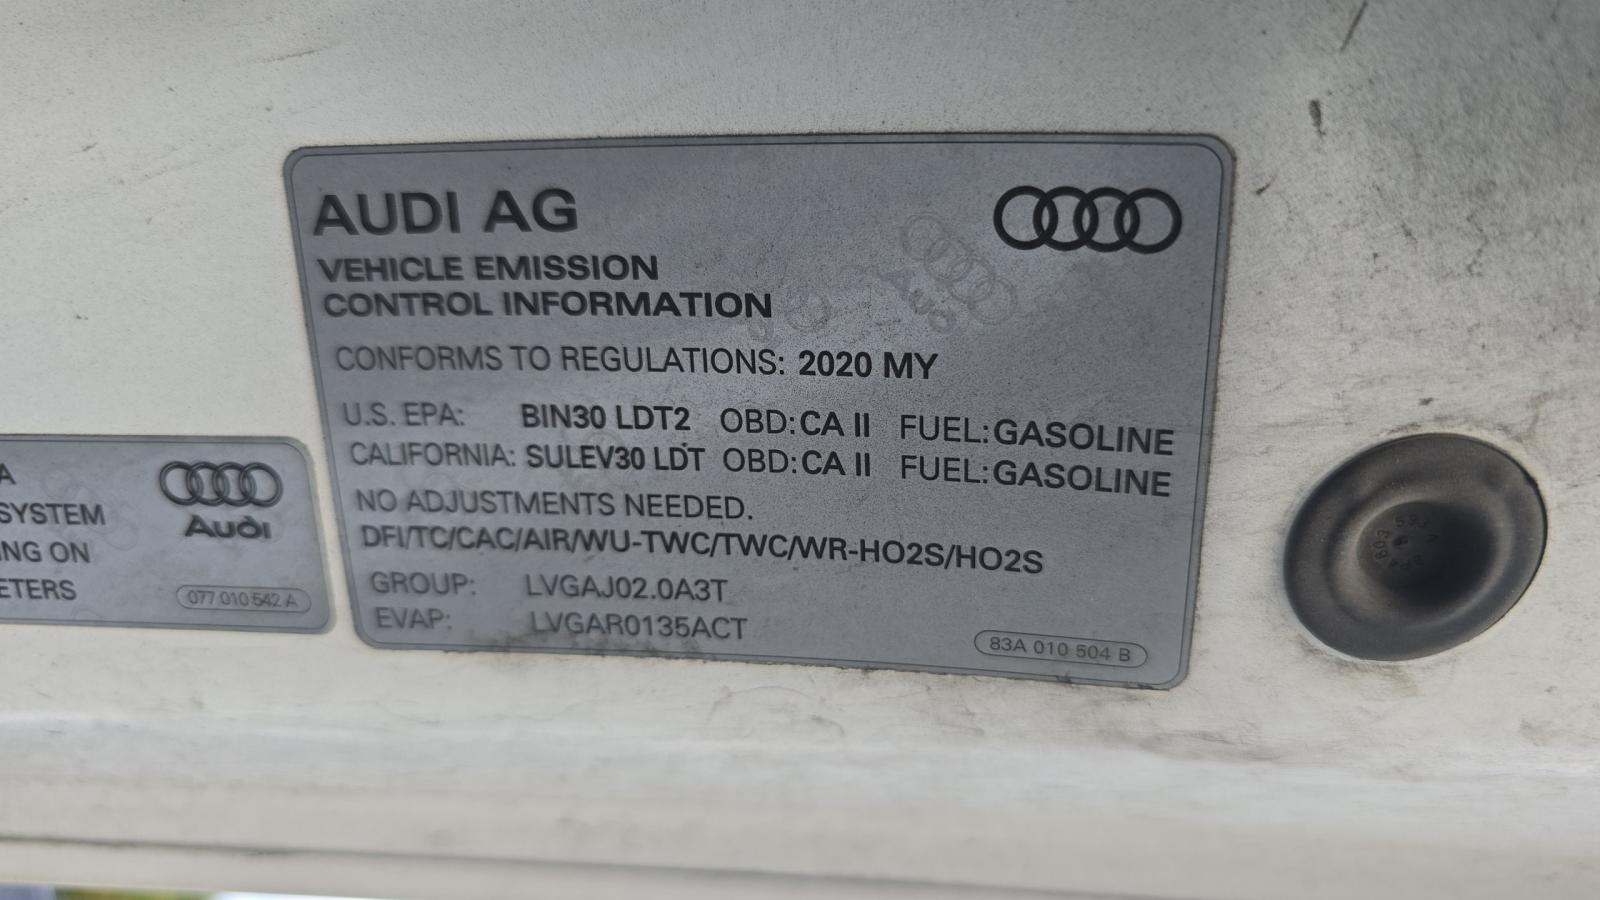 AUDI AG
VEHICLE EMISSION
CONTROL INFORMATION
CONFORMS TO REGULATIONS: 2020 MY
U.S. EPA: BIN30 LDT2 OBD: CA II FUEL: GASOLINE
CALIFORNIA: SULEV30 LDT OBD: CA II FUEL: GASOLINE
NO ADJUSTMENTS NEEDED.
DFI/TC/CAC/AIR/WU-TWC/TWC/WR-HO2S/HO2S
GROUP: LVGAJ02.0A3T
EVAP: LVGAR0135ACT
83A 010 504 B
A
SYSTEM
Audi
NG ON
ETERS
077 010 542 A